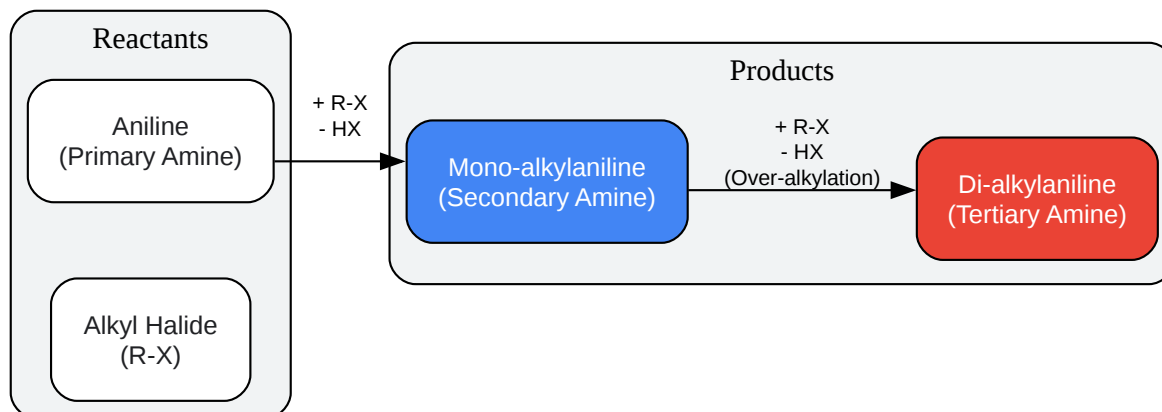 Reactants
Aniline
(Primary Amine)
Alkyl Halide
(R-X)
+ R-X
- HX
Products
Mono-alkylaniline
(Secondary Amine)
+ R-X
- HX
(Over-alkylation)
Di-alkylaniline
(Tertiary Amine)